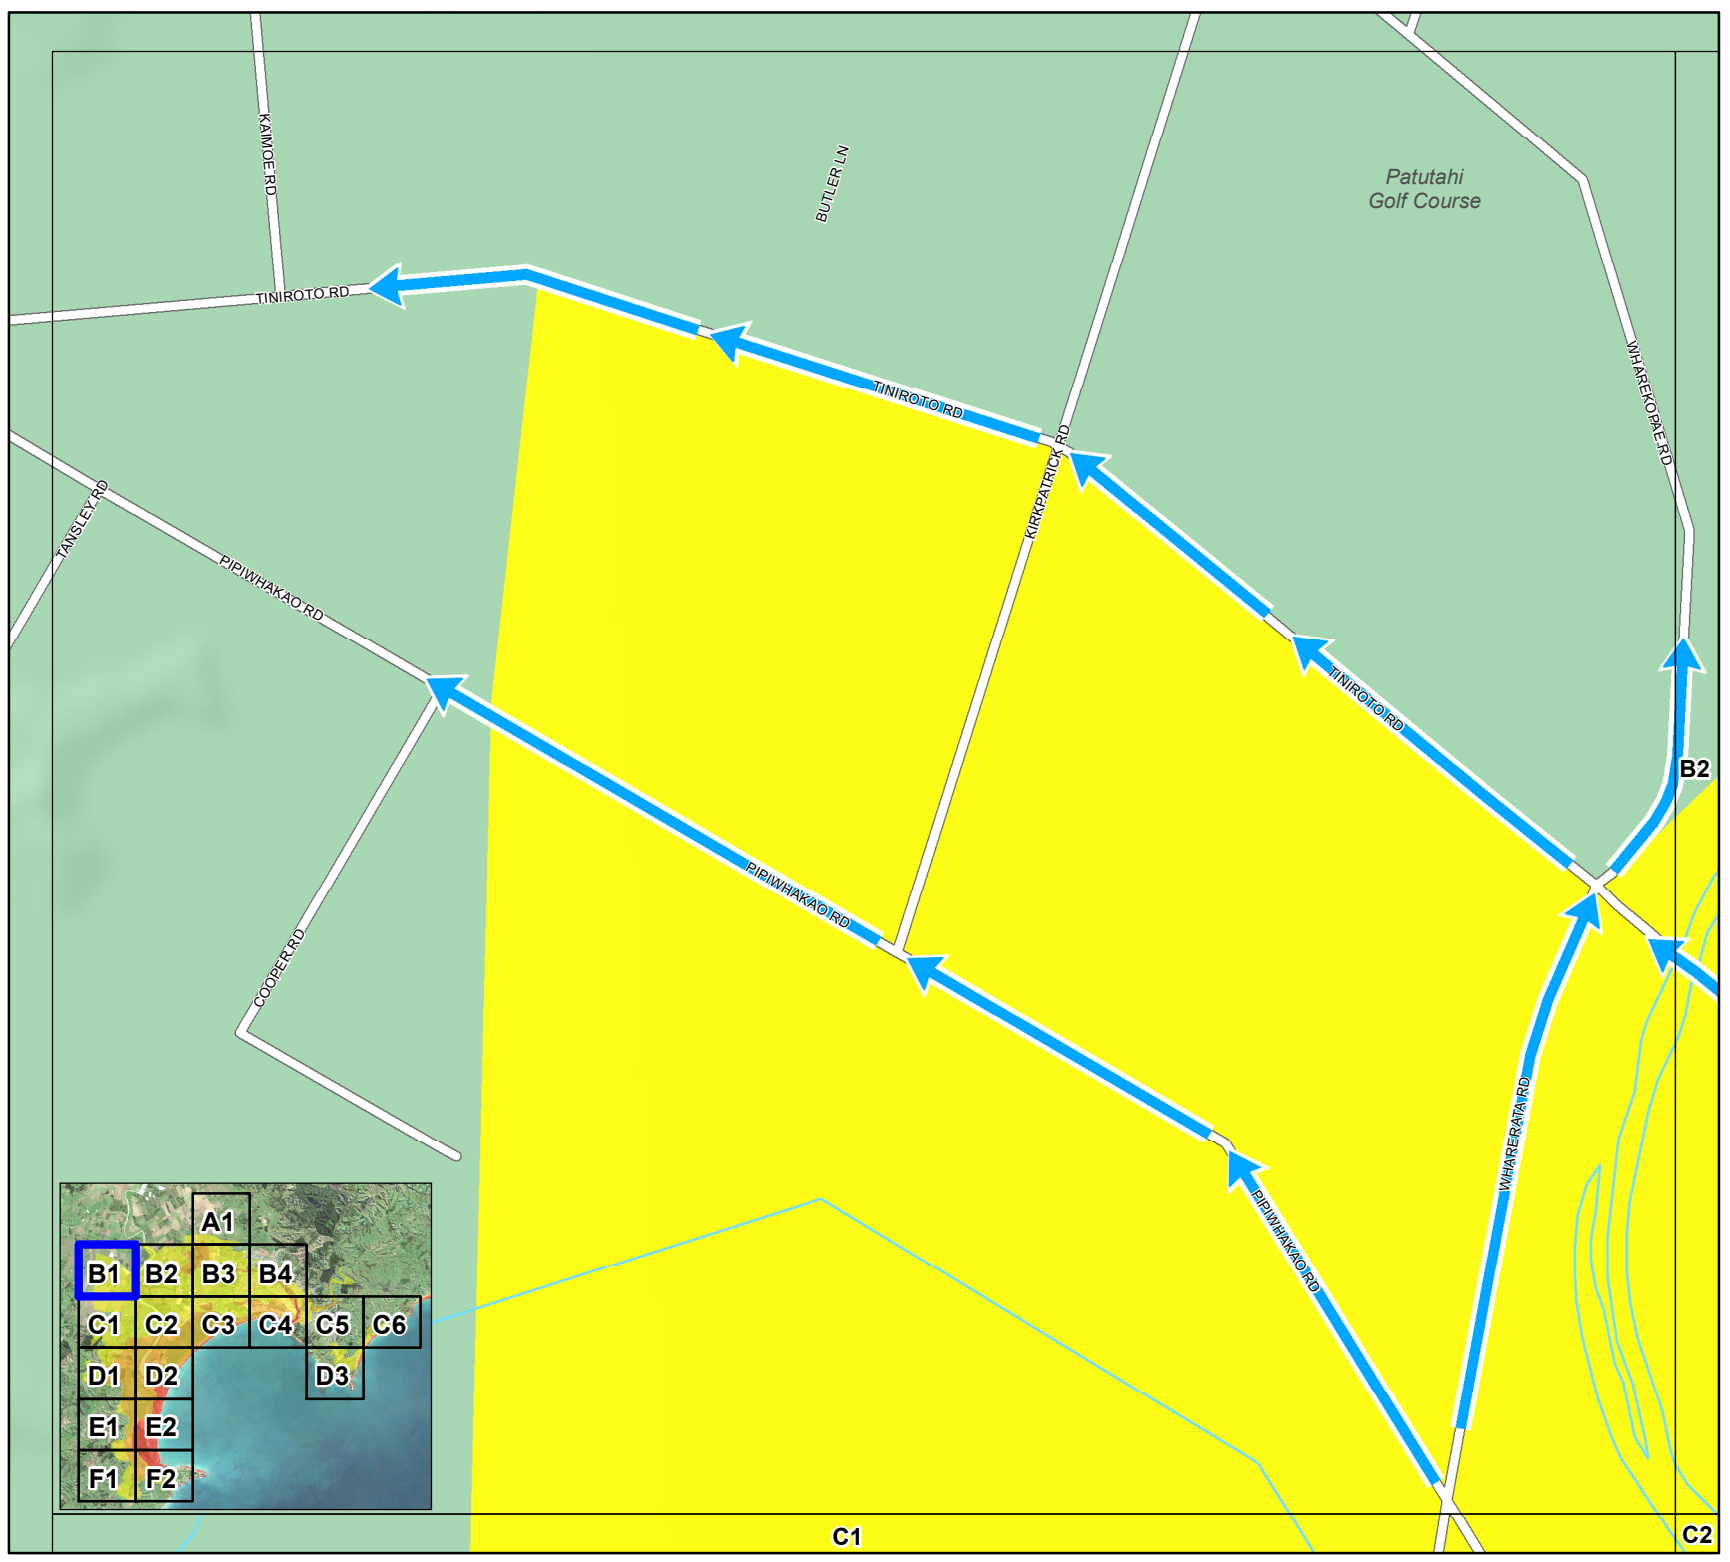 KAIMOE RD
BUTLER LN
Patutahi
Golf Course
TINIROTO RD
WHAREKOPAE RD
TINIROTO RD
KIRKPATRICK RD
TANSLEY RD
PIPIWHAKAO RD
TINIROTO RD
B2
PIPIWHAKAO RD
COOPER RD
WHARERATA RD
PIPIWHAKAO RD
A1
B1 B2 B3 B4
C1 C2 C3 C4 C5 C6
D1 D2 D3
E1 E2
F1 F2
C1
C2